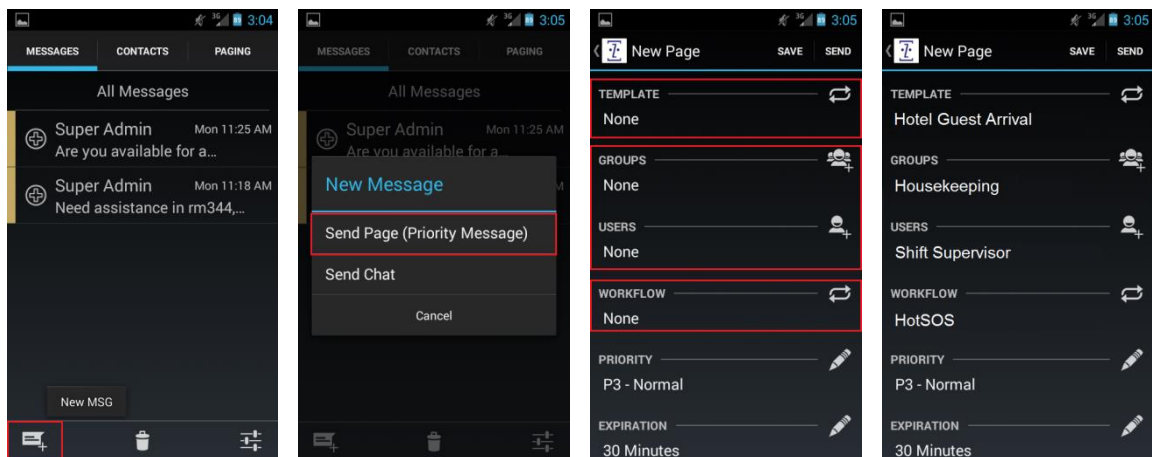 3G 3:04
MESSAGES CONTACTS PAGING
All Messages
Super Admin Mon 11:25 AM
Are you available for a...
Super Admin Mon 11:18 AM
Need assistance in rm344,...
New MSG
3G 3:05
MESSAGES CONTACTS PAGING
All Messages
Super Admin Mon 11:25 AM
Are you available for a...
New Message
M
Send Page (Priority Message)
Send Chat
Cancel
3G 3:05
New Page SAVE SEND
TEMPLATE
None
GROUPS
None
USERS
None
WORKFLOW
None
PRIORITY
P3 - Normal
EXPIRATION
30 Minutes
3G 3:05
New Page SAVE SEND
TEMPLATE
Hotel Guest Arrival
GROUPS
Housekeeping
USERS
Shift Supervisor
WORKFLOW
HotSOS
PRIORITY
P3 - Normal
EXPIRATION
30 Minutes